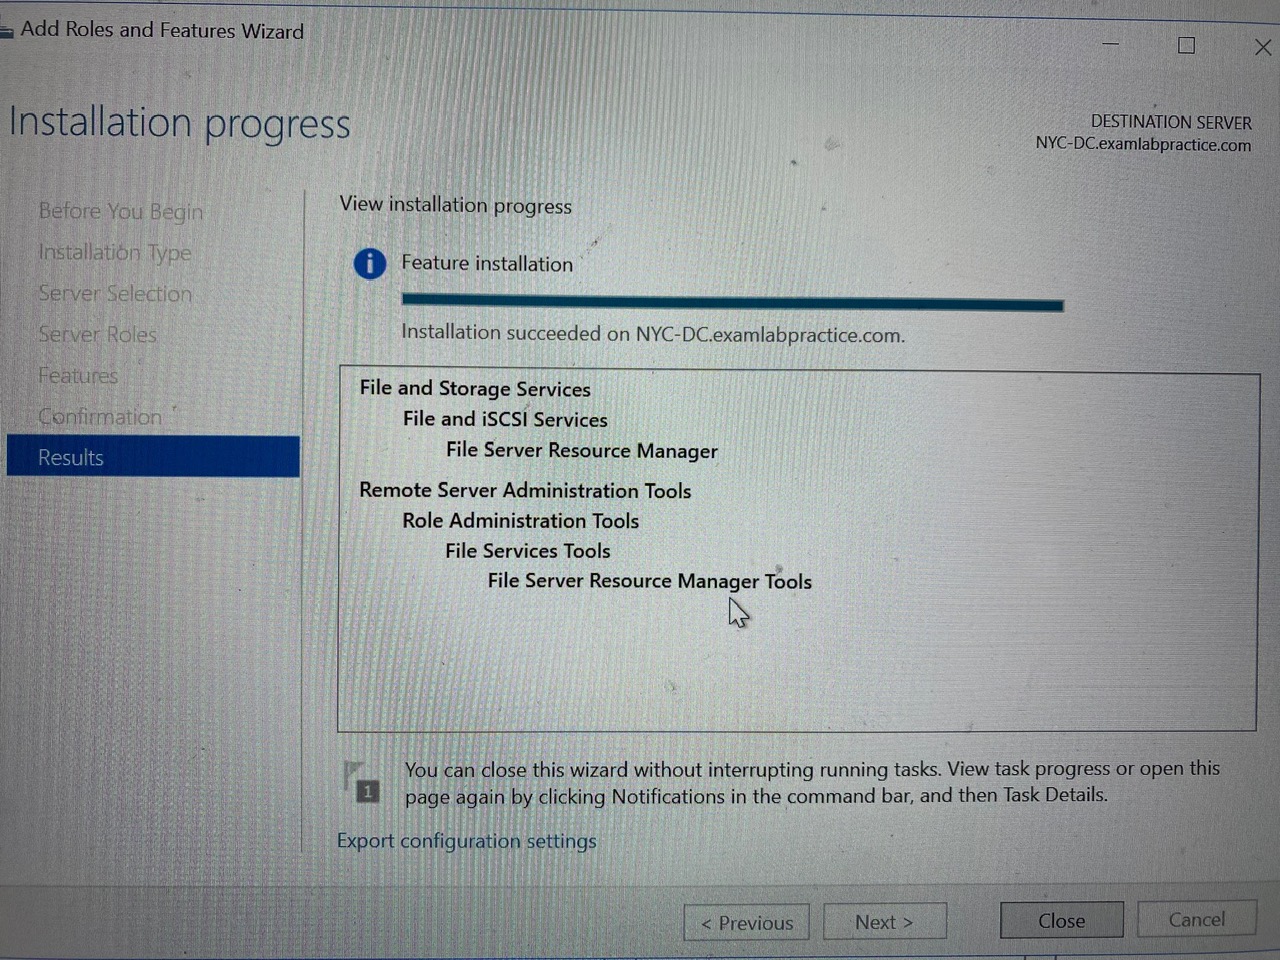 Add Roles and Features Wizard
Installation progress
DESTINATION SERVER
NYC-DC.examlabpractice.com
Before You Begin
Installation Type
Server Selection
Server Roles
Features
Confirmation
Results
View installation progress
Feature installation
Installation succeeded on NYC-DC.examlabpractice.com.
File and Storage Services
File and iSCSI Services
File Server Resource Manager
Remote Server Administration Tools
Role Administration Tools
File Services Tools
File Server Resource Manager Tools
1
You can close this wizard without interrupting running tasks. View task progress or open this
page again by clicking Notifications in the command bar, and then Task Details.
Export configuration settings
< Previous
Next >
Close
Cancel